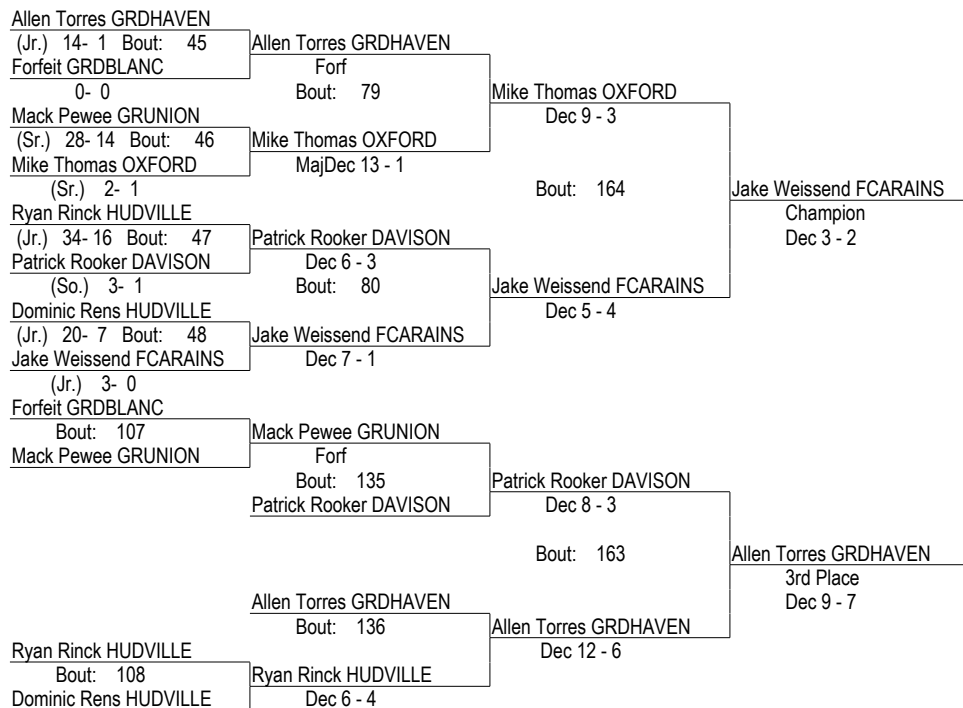 Allen Torres GRDHAVEN
(Jr.) 14- 1 Bout: 45 Allen Torres GRDHAVEN
Forfeit GRDBLANC Forf
0- 0 Bout: 79 Mike Thomas OXFORD
Mack Pewee GRUNION Dec 9 - 3
(Sr.) 28- 14 Bout: 46 Mike Thomas OXFORD
Mike Thomas OXFORD MajDec 13 - 1
(Sr.) 2- 1 Bout: 164 Jake Weissend FCARAINS
Ryan Rinck HUDVILLE Champion
(Jr.) 34- 16 Bout: 47 Patrick Rooker DAVISON Dec 3 - 2
Patrick Rooker DAVISON Dec 6 - 3
(So.) 3- 1 Bout: 80 Jake Weissend FCARAINS
Dominic Rens HUDVILLE Dec 5 - 4
(Jr.) 20- 7 Bout: 48 Jake Weissend FCARAINS
Jake Weissend FCARAINS Dec 7 - 1
(Jr.) 3- 0
Forfeit GRDBLANC
Bout: 107 Mack Pewee GRUNION
Mack Pewee GRUNION Forf
Bout: 135 Patrick Rooker DAVISON
Patrick Rooker DAVISON Dec 8 - 3
Bout: 163 Allen Torres GRDHAVEN
3rd Place
Allen Torres GRDHAVEN Dec 9 - 7
Bout: 136 Allen Torres GRDHAVEN
Ryan Rinck HUDVILLE Dec 12 - 6
Bout: 108 Ryan Rinck HUDVILLE
Dominic Rens HUDVILLE Dec 6 - 4